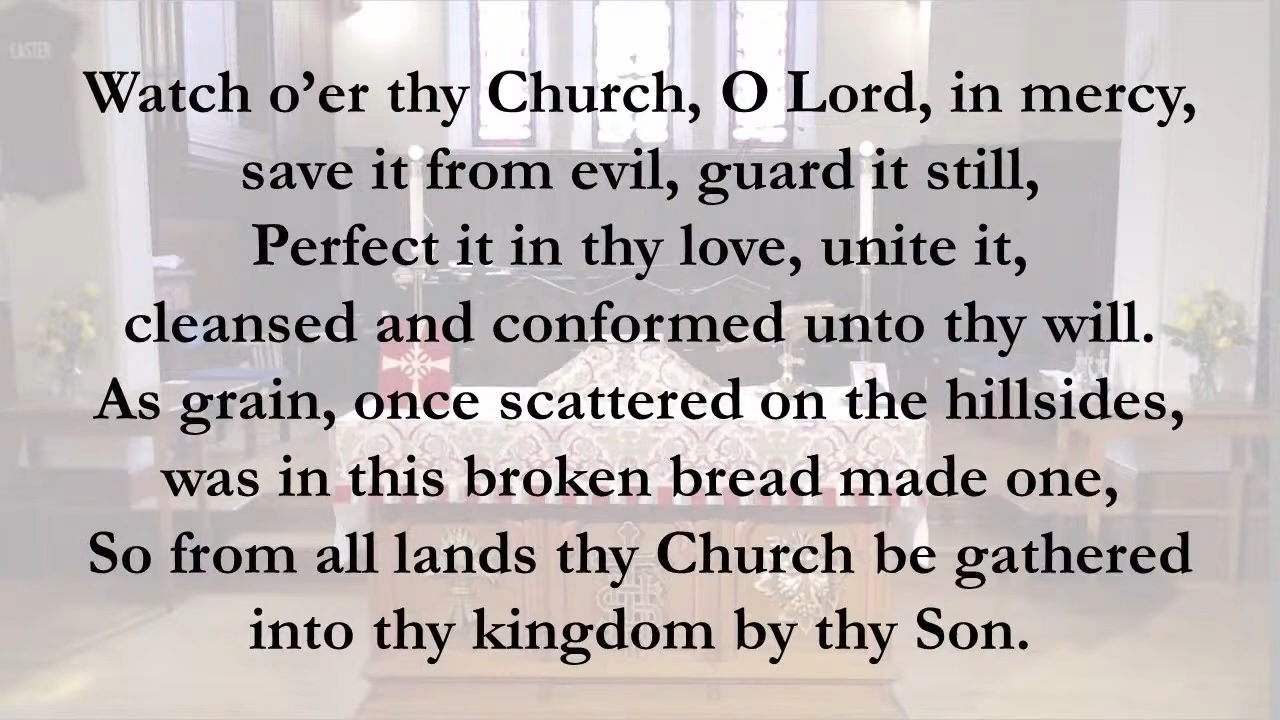 EASTER
Watch o’er thy Church, O Lord, in mercy,
save it from evil, guard it still,
Perfect it in thy love, unite it,
cleansed and conformed unto thy will.
As grain, once scattered on the hillsides,
was in this broken bread made one,
So from all lands thy Church be gathered
into thy kingdom by thy Son.